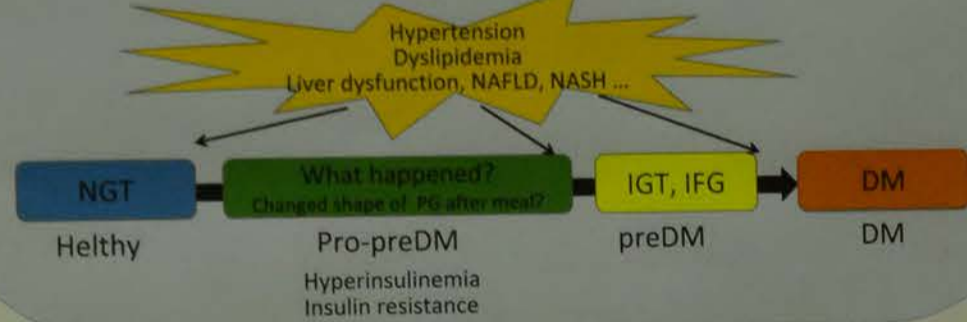 Hypertension
Dyslipidemia
Liver dysfunction, NAFLD, NASH ...
NGT
What happened?
Changed shape of PG after meal?
IGT, IFG
DM
Helthy
Pro-preDM
preDM
DM
Hyperinsulinemia
Insulin resistance